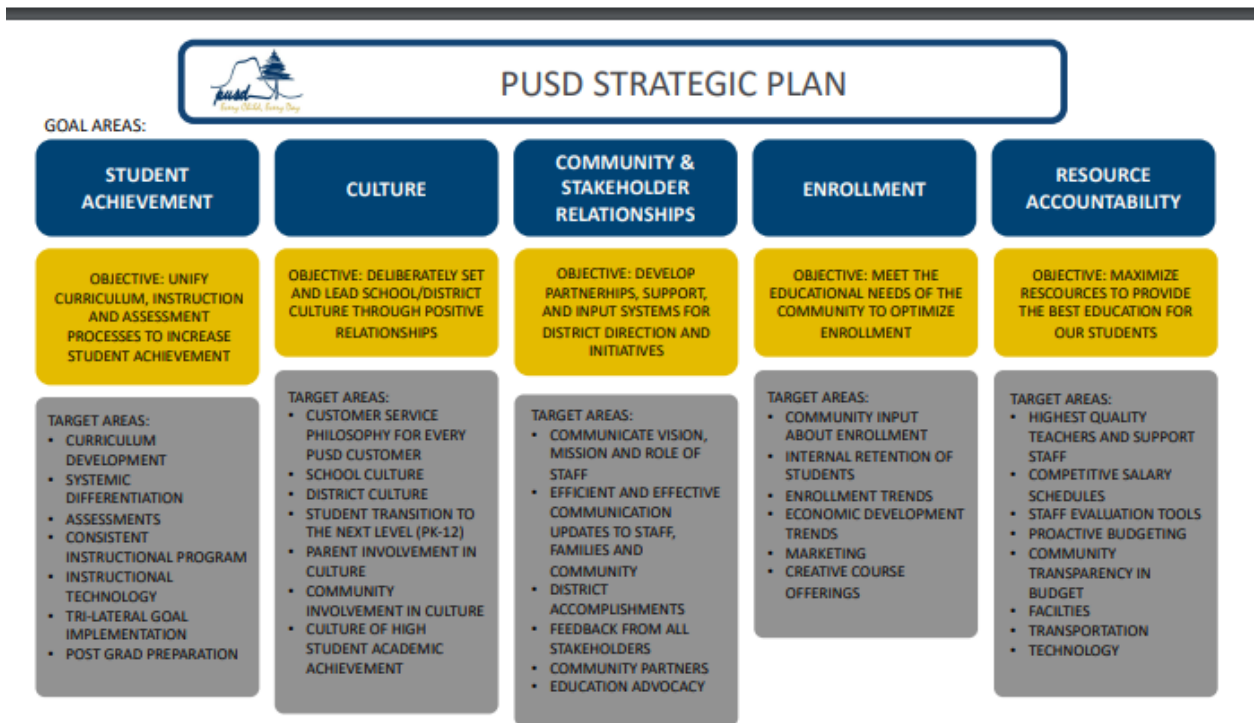 pusd
Every Child, Every Day
PUSD STRATEGIC PLAN
GOAL AREAS:
STUDENT
ACHIEVEMENT
OBJECTIVE: UNIFY
CURRICULUM, INSTRUCTION
AND ASSESSMENT
PROCESSES TO INCREASE
STUDENT ACHIEVEMENT
TARGET AREAS:
• CURRICULUM
DEVELOPMENT
• SYSTEMIC
DIFFERENTIATION
• ASSESSMENTS
• CONSISTENT
INSTRUCTIONAL PROGRAM
• INSTRUCTIONAL
TECHNOLOGY
• TRI-LATERAL GOAL
IMPLEMENTATION
• POST GRAD PREPARATION
CULTURE
OBJECTIVE: DELIBERATELY SET
AND LEAD SCHOOL/DISTRICT
CULTURE THROUGH POSITIVE
RELATIONSHIPS
TARGET AREAS:
• CUSTOMER SERVICE
PHILOSOPHY FOR EVERY
PUSD CUSTOMER
• SCHOOL CULTURE
• DISTRICT CULTURE
• STUDENT TRANSITION TO
THE NEXT LEVEL (PK-12)
• PARENT INVOLVEMENT IN
CULTURE
• COMMUNITY
INVOLVEMENT IN CULTURE
• CULTURE OF HIGH
STUDENT ACADEMIC
ACHIEVEMENT
COMMUNITY &
STAKEHOLDER
RELATIONSHIPS
OBJECTIVE: DEVELOP
PARTNERHIPS, SUPPORT,
AND INPUT SYSTEMS FOR
DISTRICT DIRECTION AND
INITIATIVES
TARGET AREAS:
• COMMUNICATE VISION,
MISSION AND ROLE OF
STAFF
• EFFICIENT AND EFFECTIVE
COMMUNICATION
UPDATES TO STAFF,
FAMILIES AND
COMMUNITY
• DISTRICT
ACCOMPLISHMENTS
• FEEDBACK FROM ALL
STAKEHOLDERS
• COMMUNITY PARTNERS
• EDUCATION ADVOCACY
ENROLLMENT
OBJECTIVE: MEET THE
EDUCATIONAL NEEDS OF THE
COMMUNITY TO OPTIMIZE
ENROLLMENT
TARGET AREAS:
• COMMUNITY INPUT
ABOUT ENROLLMENT
• INTERNAL RETENTION OF
STUDENTS
• ENROLLMENT TRENDS
• ECONOMIC DEVELOPMENT
TRENDS
• MARKETING
• CREATIVE COURSE
OFFERINGS
RESOURCE
ACCOUNTABILITY
OBJECTIVE: MAXIMIZE
RESCOURCES TO PROVIDE
THE BEST EDUCATION FOR
OUR STUDENTS
TARGET AREAS:
• HIGHEST QUALITY
TEACHERS AND SUPPORT
STAFF
• COMPETITIVE SALARY
SCHEDULES
• STAFF EVALUATION TOOLS
• PROACTIVE BUDGETING
• COMMUNITY
TRANSPARENCY IN
BUDGET
• FACILTIES
• TRANSPORTATION
• TECHNOLOGY